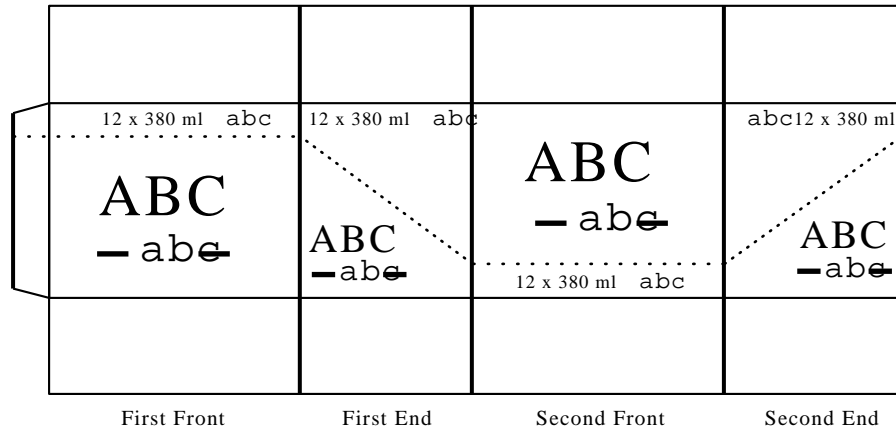 12 x 380 ml abc
ABC
abc
First Front
12 x 380 ml abc
ABC
abc
First End
ABC
abc
12 x 380 ml abc
Second Front
abc12 x 380 ml
ABC
abc
Second End